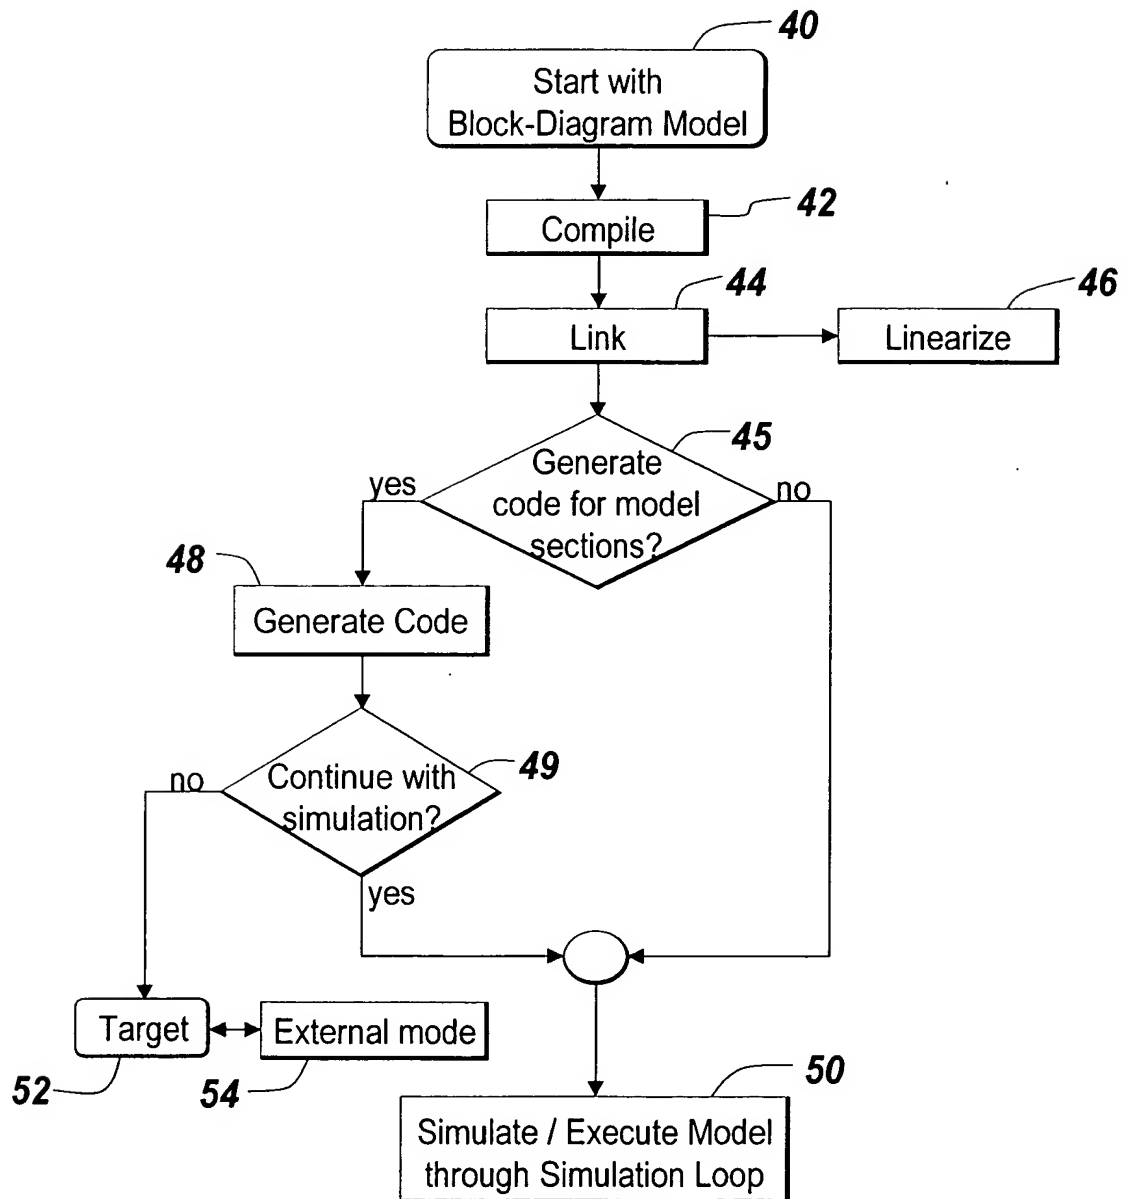 40
Start with
Block-Diagram Model
42
Compile
44
46
Link
Linearize
45
Generate
code for model
sections?
yes
no
48
Generate Code
49
Continue with
simulation?
no
yes
Target
External mode
52
54
50
Simulate / Execute Model
through Simulation Loop